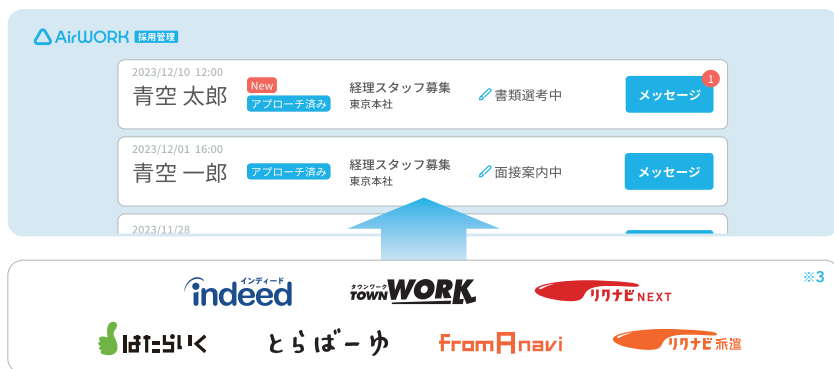 AirWORK 採用管理
2023/12/10 12:00
青空 太郎
New
アプローチ済み
経理スタッフ募集
東京本社
書類選考中
メッセージ
1
2023/12/01 16:00
青空 一郎
アプローチ済み
経理スタッフ募集
東京本社
面接案内中
メッセージ
2023/11/28
※3
インディード
indeed
タウンワーク
TOWN WORK
リクナビNEXT
はたらいく
とらばーゆ
fromA navi
リクナビ派遣